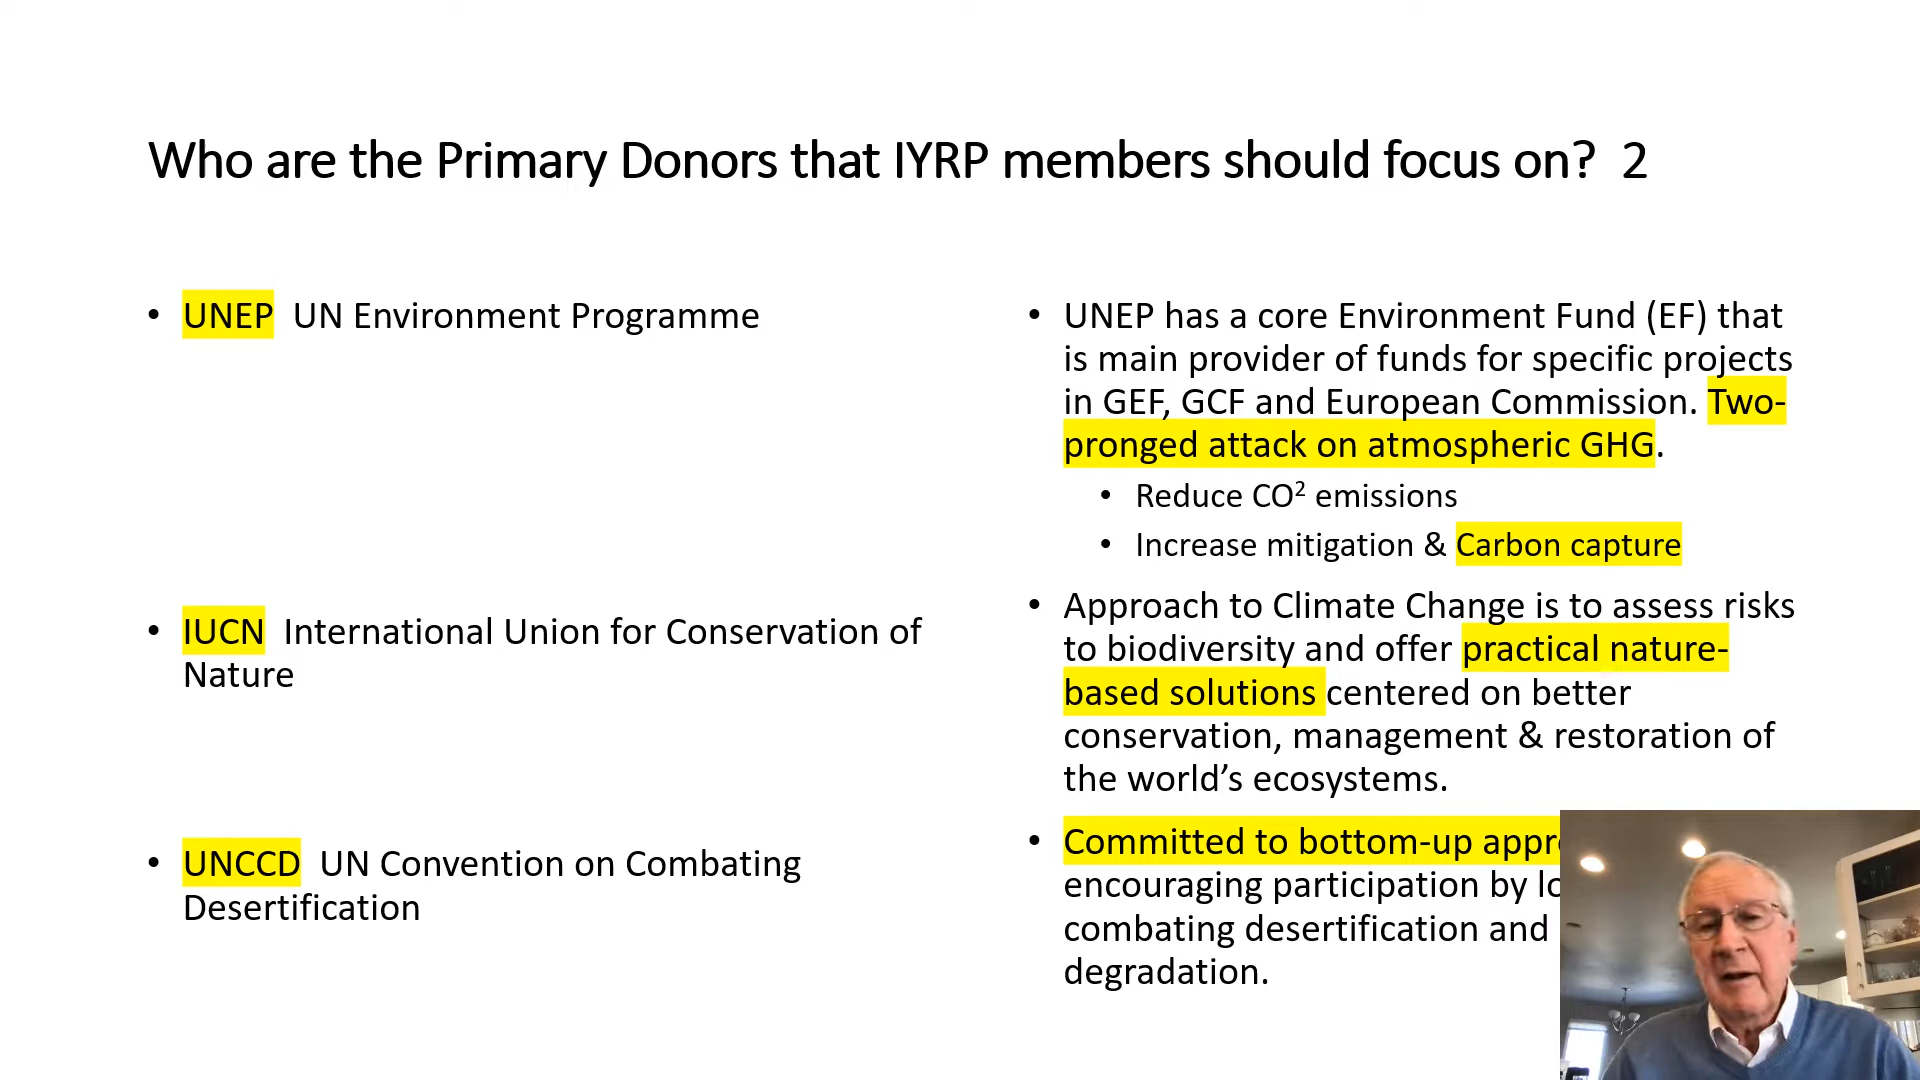 Who are the Primary Donors that IYRP members should focus on?  2
• UNEP  UN Environment Programme
• IUCN  International Union for Conservation of
Nature
• UNCCD  UN Convention on Combating
Desertification
• UNEP has a core Environment Fund (EF) that
is main provider of funds for specific projects
in GEF, GCF and European Commission. Two-
pronged attack on atmospheric GHG.
• Reduce CO² emissions
• Increase mitigation & Carbon capture
• Approach to Climate Change is to assess risks
to biodiversity and offer practical nature-
based solutions centered on better
conservation, management & restoration of
the world’s ecosystems.
• Committed to bottom-up
encouraging participation by
combating desertification and
degradation.